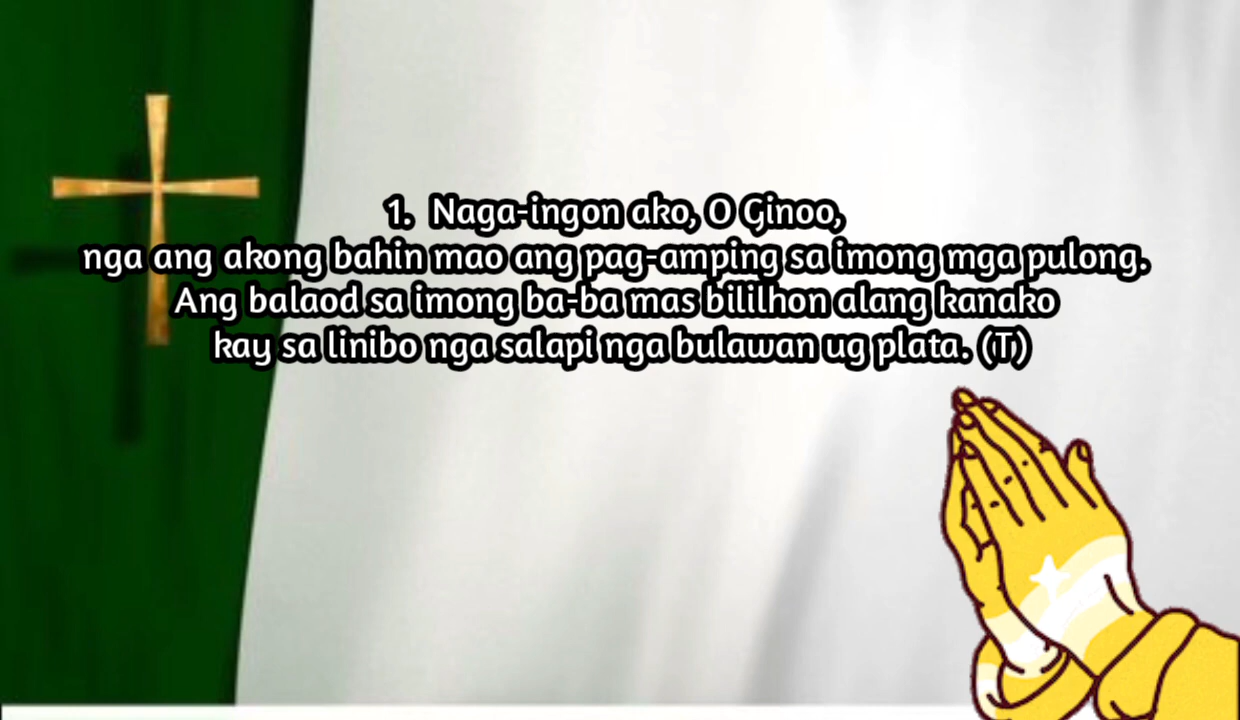 1. Naga-ingon ako, O Ginoo,
nga ang akong bahin mao ang pag-amping sa imong mga pulong.
Ang balaod sa imong ba-ba mas bililhon alang kanako
kay sa linibo nga salapi nga bulawan ug plata. (T)